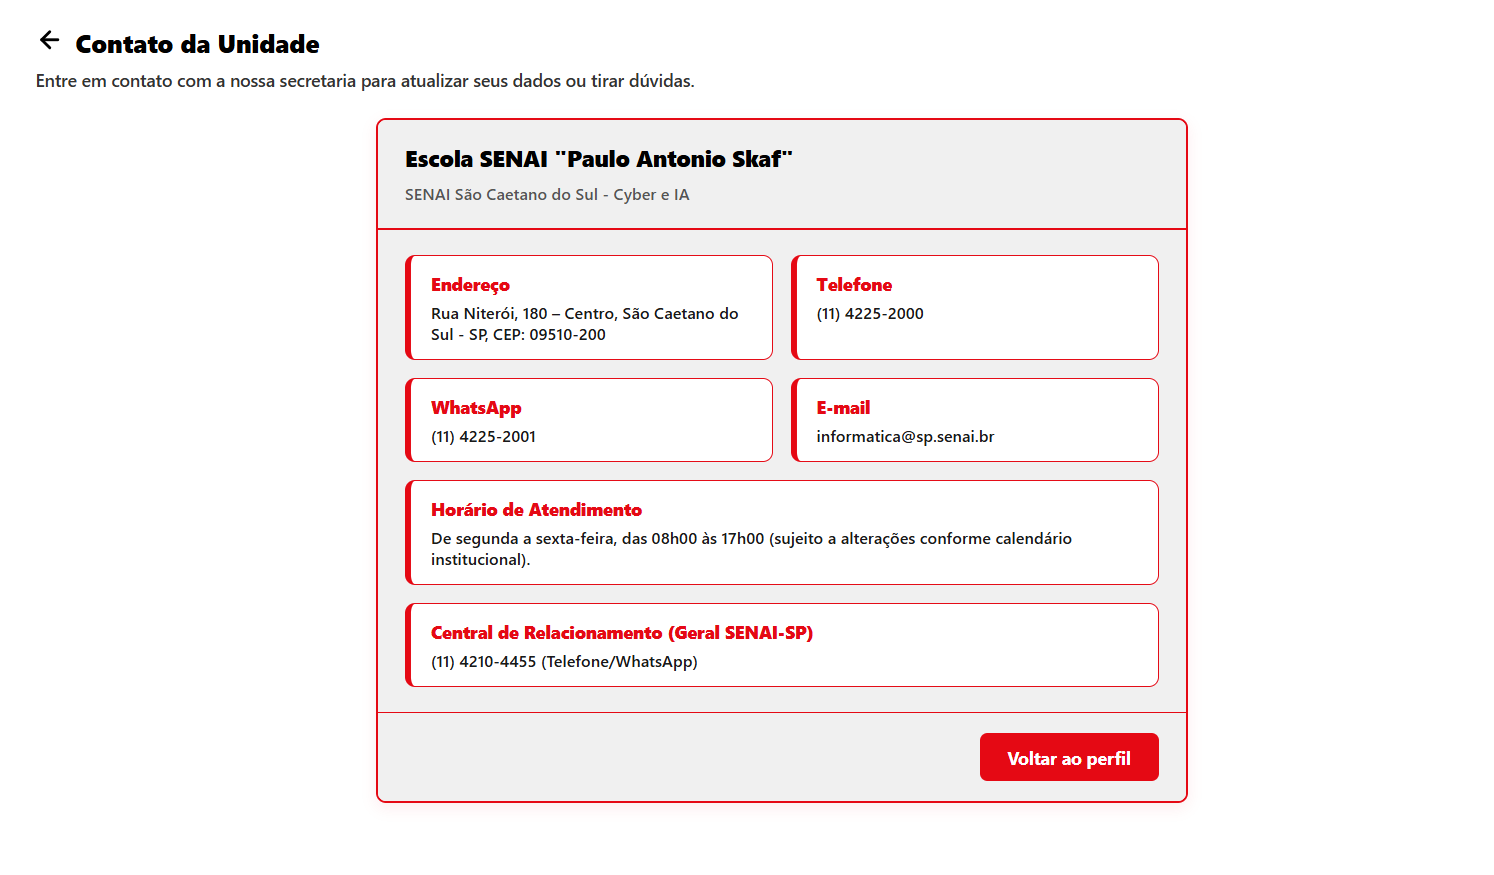 Contato da Unidade
Entre em contato com a nossa secretaria para atualizar seus dados ou tirar dúvidas.
Escola SENAI "Paulo Antonio Skaf"
SENAI São Caetano do Sul - Cyber e IA
Endereço
Rua Niterói, 180 – Centro, São Caetano do
Sul - SP, CEP: 09510-200
Telefone
(11) 4225-2000
WhatsApp
(11) 4225-2001
E-mail
informatica@sp.senai.br
Horário de Atendimento
De segunda a sexta-feira, das 08h00 às 17h00 (sujeito a alterações conforme calendário
institucional).
Central de Relacionamento (Geral SENAI-SP)
(11) 4210-4455 (Telefone/WhatsApp)
Voltar ao perfil